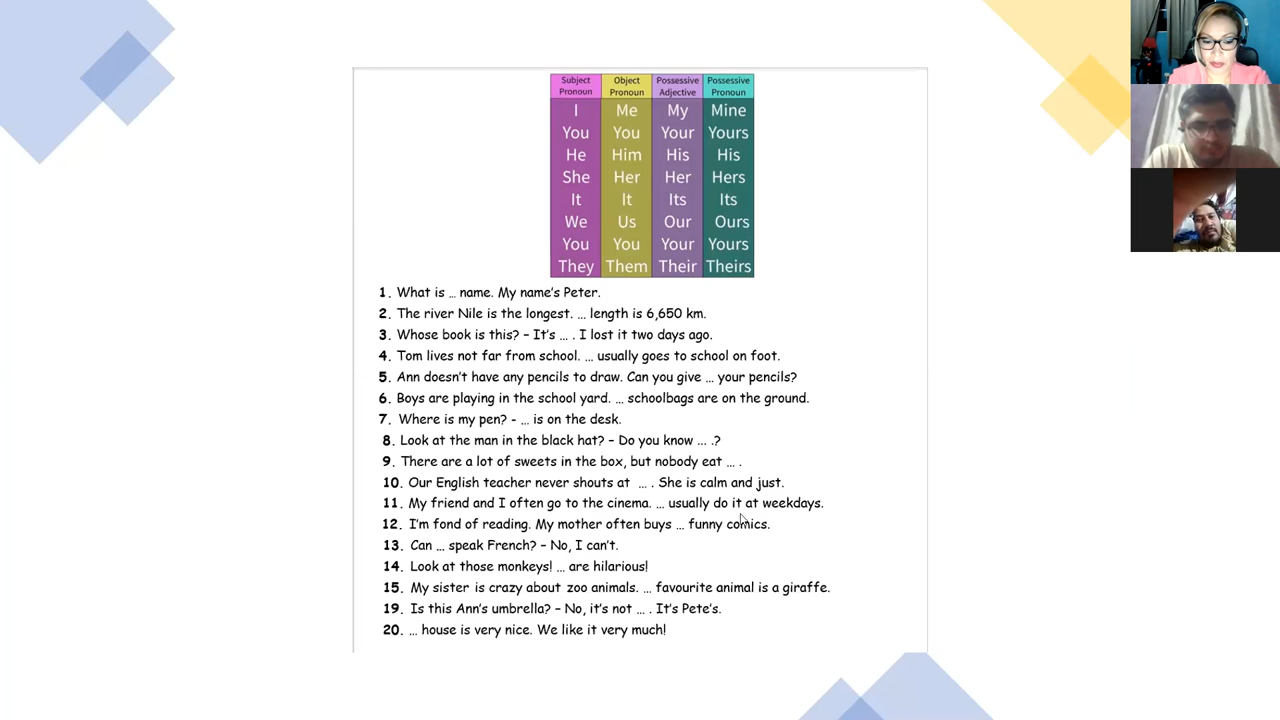 Subject Pronoun Object Pronoun Possessive Adjective Possessive Pronoun
I Me My Mine
You You Your Yours
He Him His His
She Her Her Hers
It It Its Its
We Us Our Ours
You You Your Yours
They Them Their Theirs
1. What is … name. My name's Peter.
2. The river Nile is the longest. … length is 6,650 km.
3. Whose book is this? – It's … . I lost it two days ago.
4. Tom lives not far from school. … usually goes to school on foot.
5. Ann doesn't have any pencils to draw. Can you give … your pencils?
6. Boys are playing in the school yard. … schoolbags are on the ground.
7. Where is my pen? - … is on the desk.
8. Look at the man in the black hat? – Do you know … .?
9. There are a lot of sweets in the box, but nobody eat … .
10. Our English teacher never shouts at … . She is calm and just.
11. My friend and I often go to the cinema. … usually do it at weekdays.
12. I'm fond of reading. My mother often buys … funny comics.
13. Can … speak French? – No, I can't.
14. Look at those monkeys! … are hilarious!
15. My sister is crazy about zoo animals. … favourite animal is a giraffe.
19. Is this Ann's umbrella? – No, it's not … . It's Pete's.
20. … house is very nice. We like it very much!